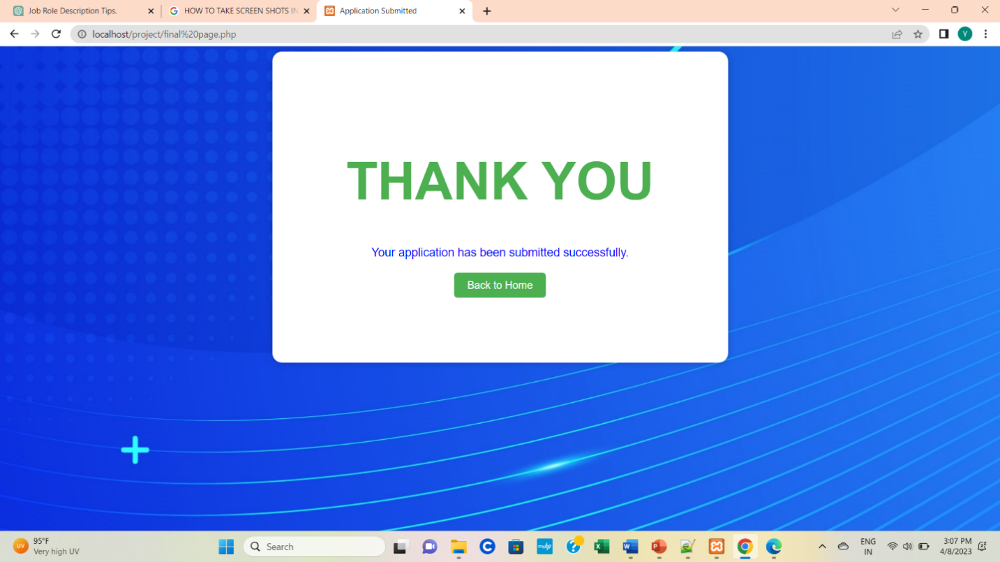 Job Role Description Tips.
HOW TO TAKE SCREEN SHOTS IN
Application Submitted
localhost/project/final%20page.php
Y
THANK YOU
Your application has been submitted successfully.
Back to Home
UV
95°F
Very high UV
Search
ENG
IN
3:07 PM
4/8/2023